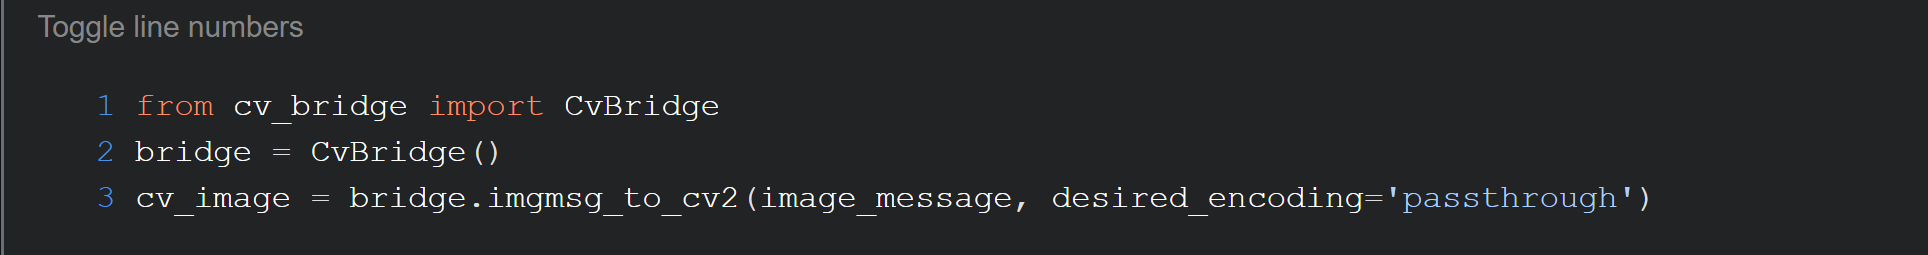 Toggle line numbers
1 from cv_bridge import CvBridge
2 bridge = CvBridge()
3 cv_image = bridge.imgmsg_to_cv2(image_message, desired_encoding='passthrough')